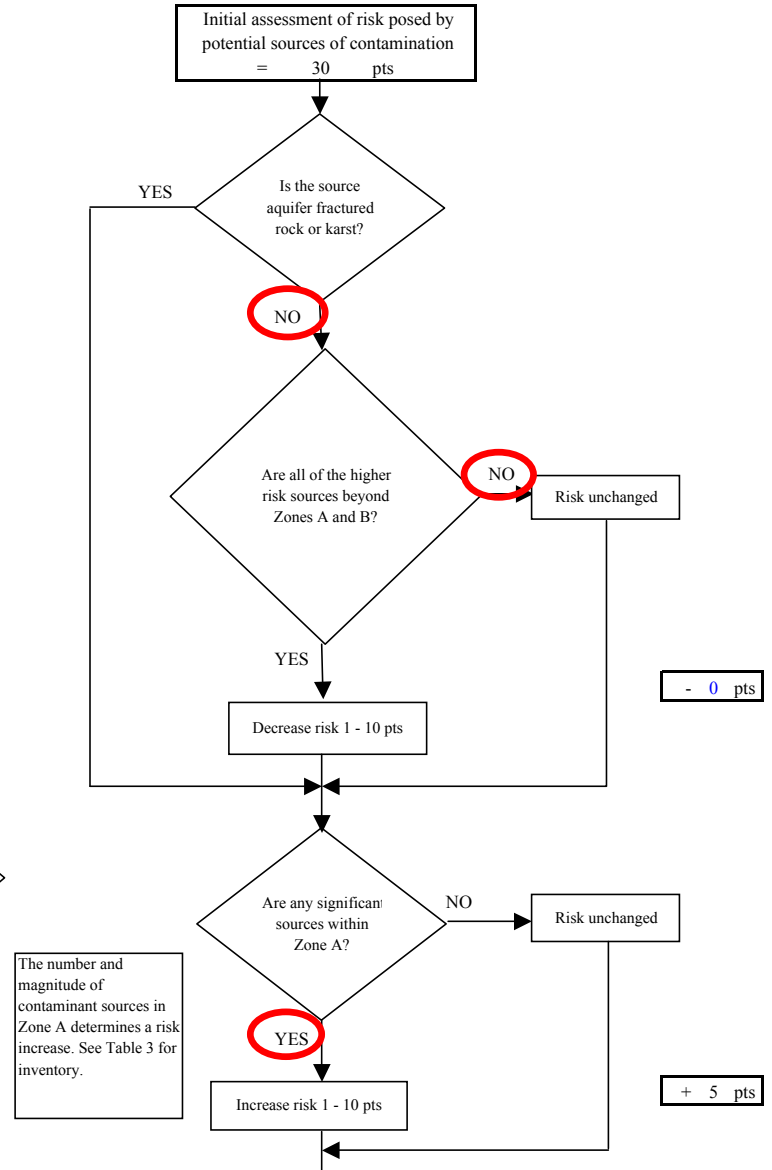 Initial assessment of risk posed by
potential sources of contamination
= 30 pts
YES
Is the source
aquifer fractured
rock or karst?
NO
Are all of the higher
risk sources beyond
Zones A and B?
NO
Risk unchanged
YES
- 0 pts
Decrease risk 1 - 10 pts
Are any significant
sources within
Zone A?
NO
Risk unchanged
The number and
magnitude of
contaminant sources in
Zone A determines a risk
increase. See Table 3 for
inventory.
YES
Increase risk 1 - 10 pts
+ 5 pts